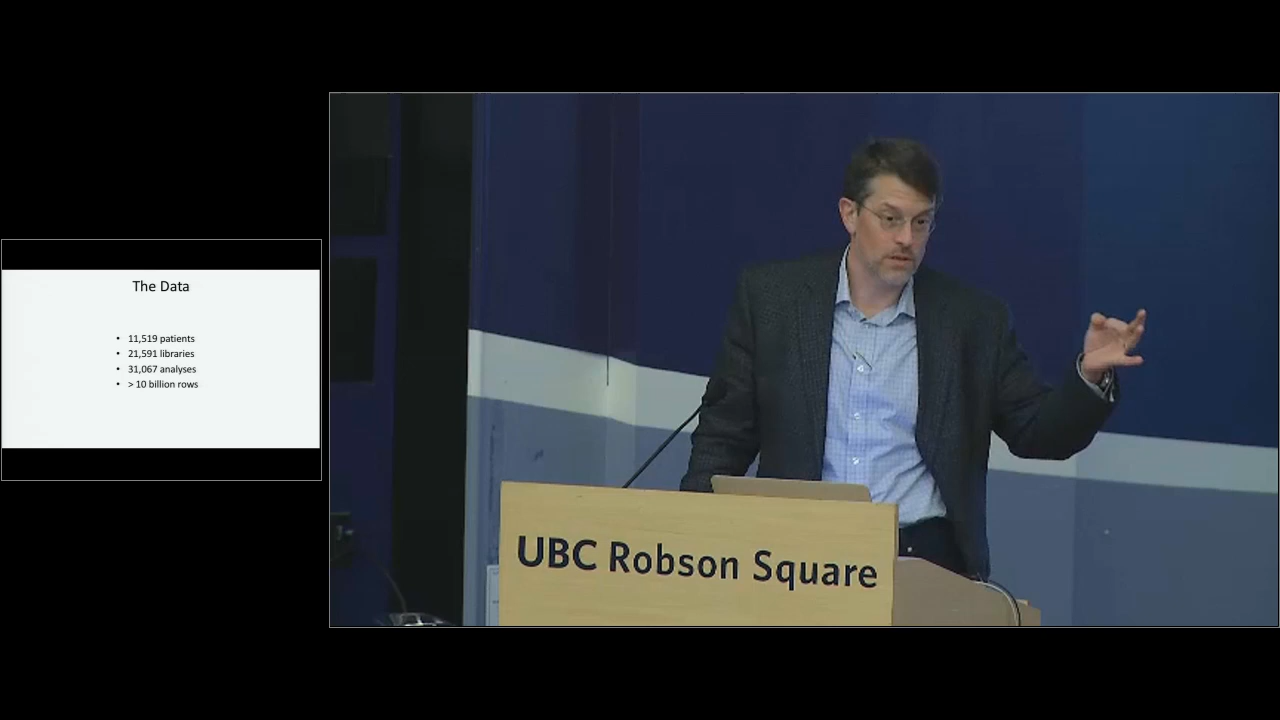 The Data
• 11,519 patients
• 21,591 libraries
• 31,067 analyses
• > 10 billion rows
UBC Robson Square